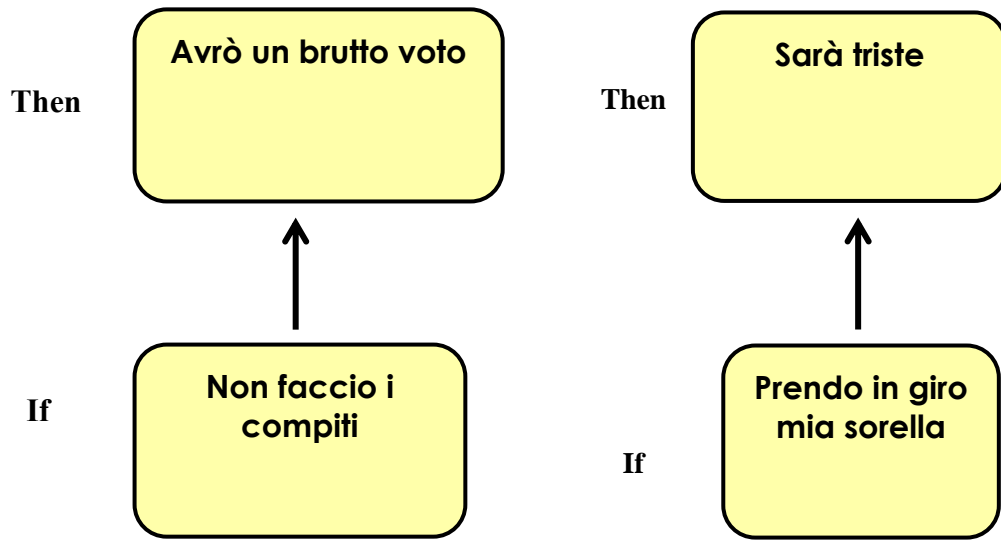 Avrò un brutto voto
Then
Non faccio i
compiti
If
Sarà triste
Then
Prendo in giro
mia sorella
If